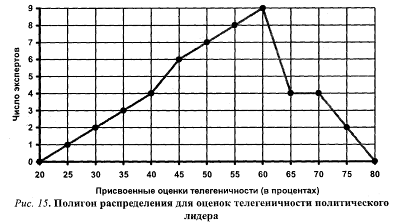 Число экспертов
9
8
7
6
5
4
3
2
1
0
20 25 30 35 40 45 50 55 60 65 70 75 80
Присвоенные оценки телегеничности (в процентах)
Рис. 15. Полигон распределения для оценок телегеничности политического
лидера